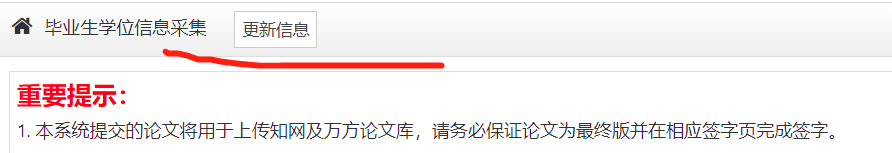 毕业生学位信息采集 更新信息
重要提示：
1. 本系统提交的论文将用于上传知网及万方论文库，请务必保证论文为最终版并在相应签字页完成签字。